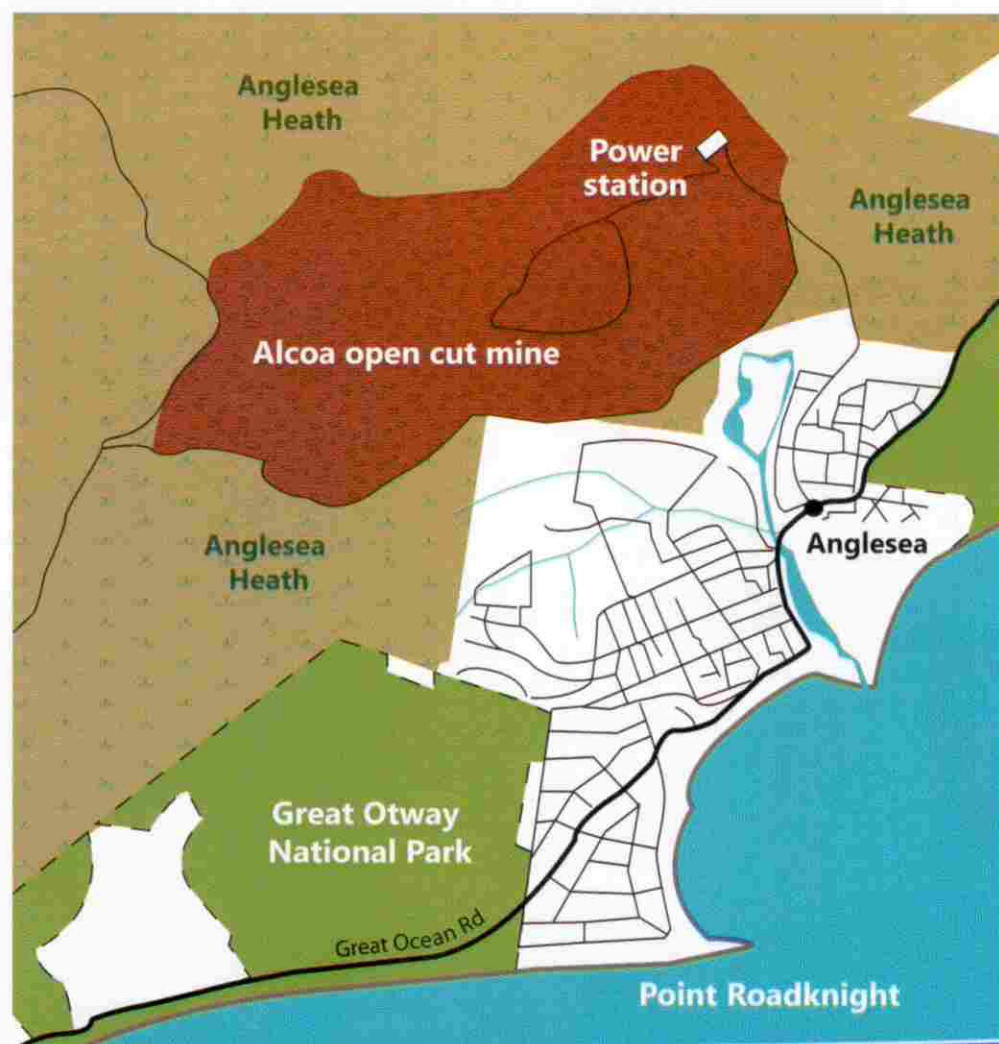 Anglesea
Heath
Power
station
Anglesea
Heath
Alcoa open cut mine
Anglesea
Heath
Anglesea
Great Otway
National Park
Great Ocean Rd
Point Roadknight